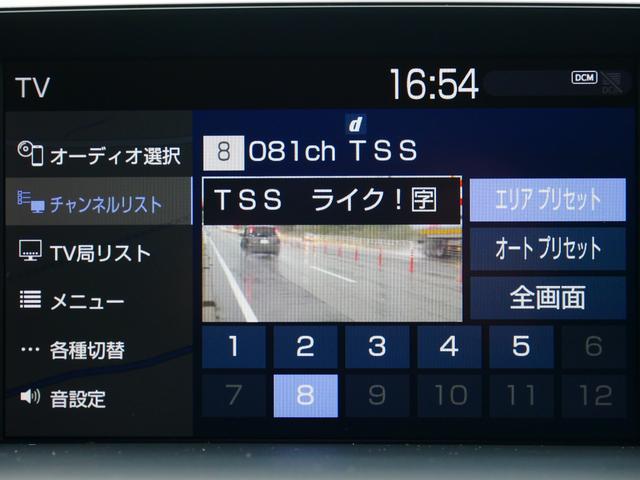 TV
16:54
DCM
オーディオ選択
チャンネルリスト
TV局リスト
メニュー
各種切替
音設定
d
8 081ch TSS
TSS ライク！字
エリアプリセット
オートプリセット
全画面
1 2 3 4 5 6
7 8 9 10 11 12